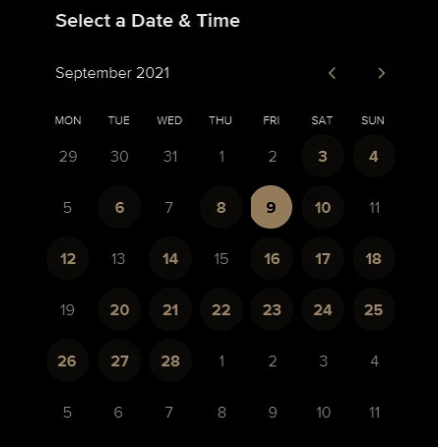 Select a Date & Time
September 2021
MON TUE WED THU FRI SAT SUN
29 30 31 1 2 3 4
5 6 7 8 9 10 11
12 13 14 15 16 17 18
19 20 21 22 23 24 25
26 27 28 1 2 3 4
5 6 7 8 9 10 11